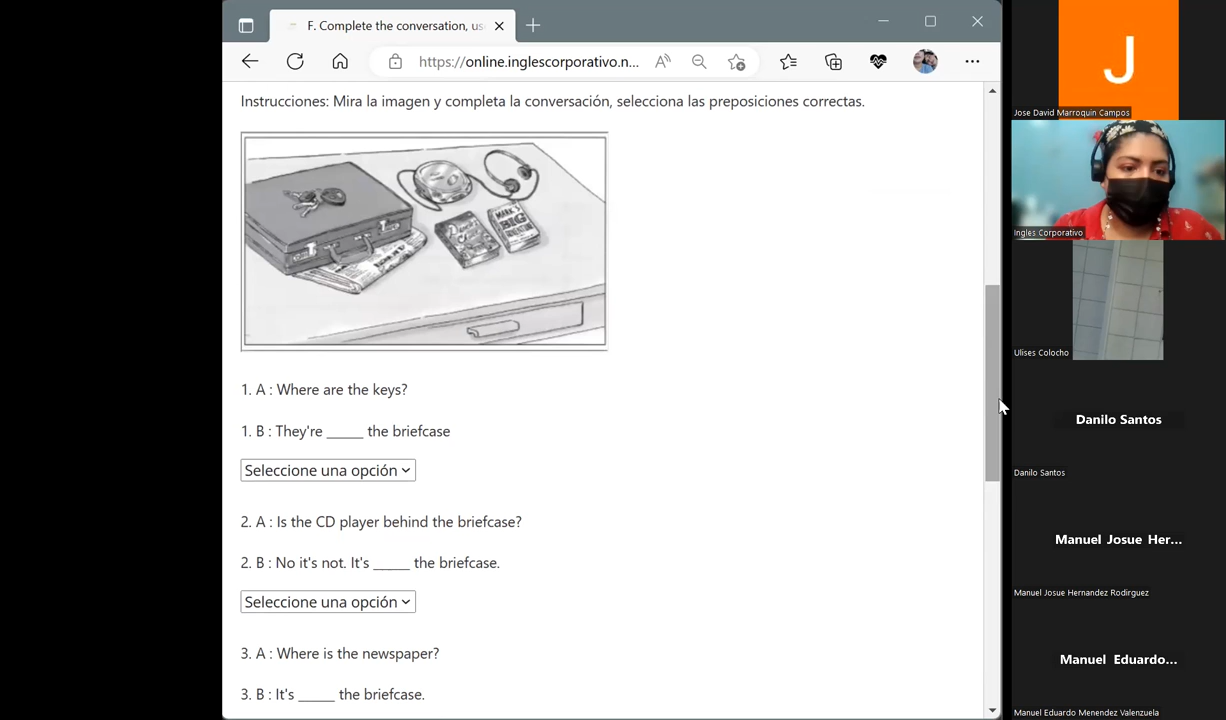 F. Complete the conversation, us
https://online.inglescorporativo.n...
Instrucciones: Mira la imagen y completa la conversación, selecciona las preposiciones correctas.
MARK'S
BIG
1. A : Where are the keys?
1. B : They're _____ the briefcase
Seleccione una opción
2. A : Is the CD player behind the briefcase?
2. B : No it's not. It's _____ the briefcase.
Seleccione una opción
3. A : Where is the newspaper?
3. B : It's _____ the briefcase.
J
Jose David Marroquin Campos
Ingles Corporativo
Ulises Colocho
Danilo Santos
Danilo Santos
Manuel Josue Her...
Manuel Josue Hernandez Rodirguez
Manuel Eduardo...
Manuel Eduardo Menendez Valenzuela